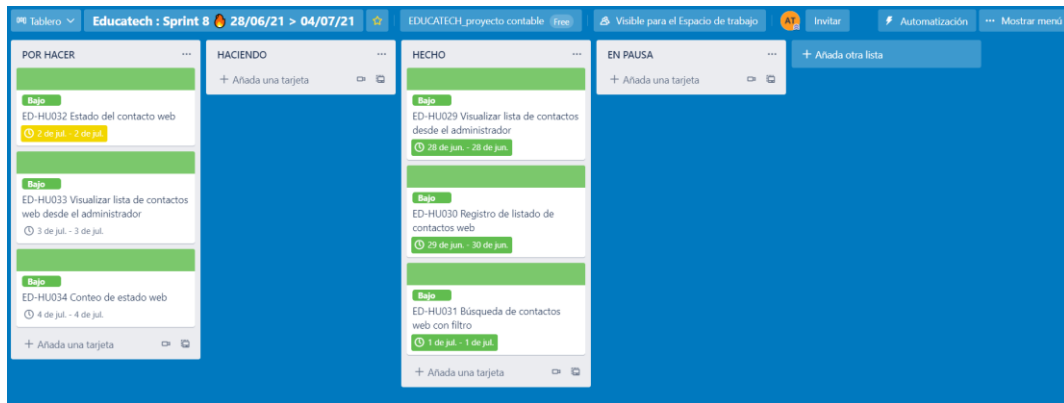 Tablero
Educatech : Sprint 8 🔥 28/06/21 > 04/07/21
EDUCATECH_proyecto contable Free
Visible para el Espacio de trabajo
AT
Invitar
Automatización
Mostrar menú
POR HACER
Bajo
ED-HU032 Estado del contacto web
2 de jul. - 2 de jul.
Bajo
ED-HU033 Visualizar lista de contactos
web desde el administrador
3 de jul. - 3 de jul.
Bajo
ED-HU034 Conteo de estado web
4 de jul. - 4 de jul.
+ Añada una tarjeta
HACIENDO
+ Añada una tarjeta
HECHO
Bajo
ED-HU029 Visualizar lista de contactos
desde el administrador
28 de jun. - 28 de jun.
Bajo
ED-HU030 Registro de listado de
contactos web
29 de jun. - 30 de jun.
Bajo
ED-HU031 Búsqueda de contactos
web con filtro
1 de jul. - 1 de jul.
+ Añada una tarjeta
EN PAUSA
+ Añada una tarjeta
+ Añada otra lista